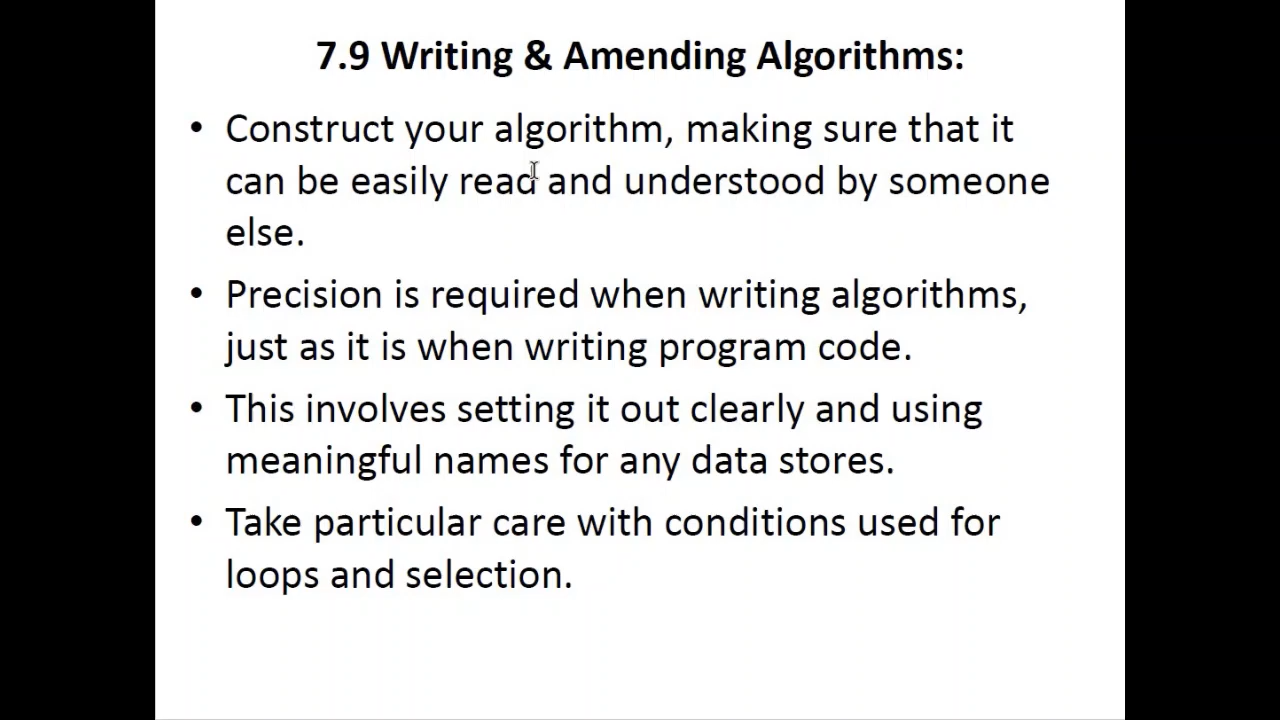 7.9 Writing & Amending Algorithms:
• Construct your algorithm, making sure that it
can be easily read and understood by someone
else.
• Precision is required when writing algorithms,
just as it is when writing program code.
• This involves setting it out clearly and using
meaningful names for any data stores.
• Take particular care with conditions used for
loops and selection.